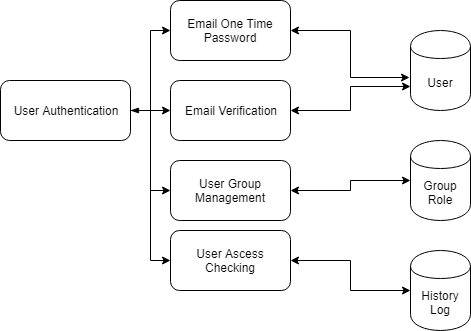 Email One Time
Password
User
User Authentication
Email Verification
User Group
Management
Group
Role
User Ascess
Checking
History
Log